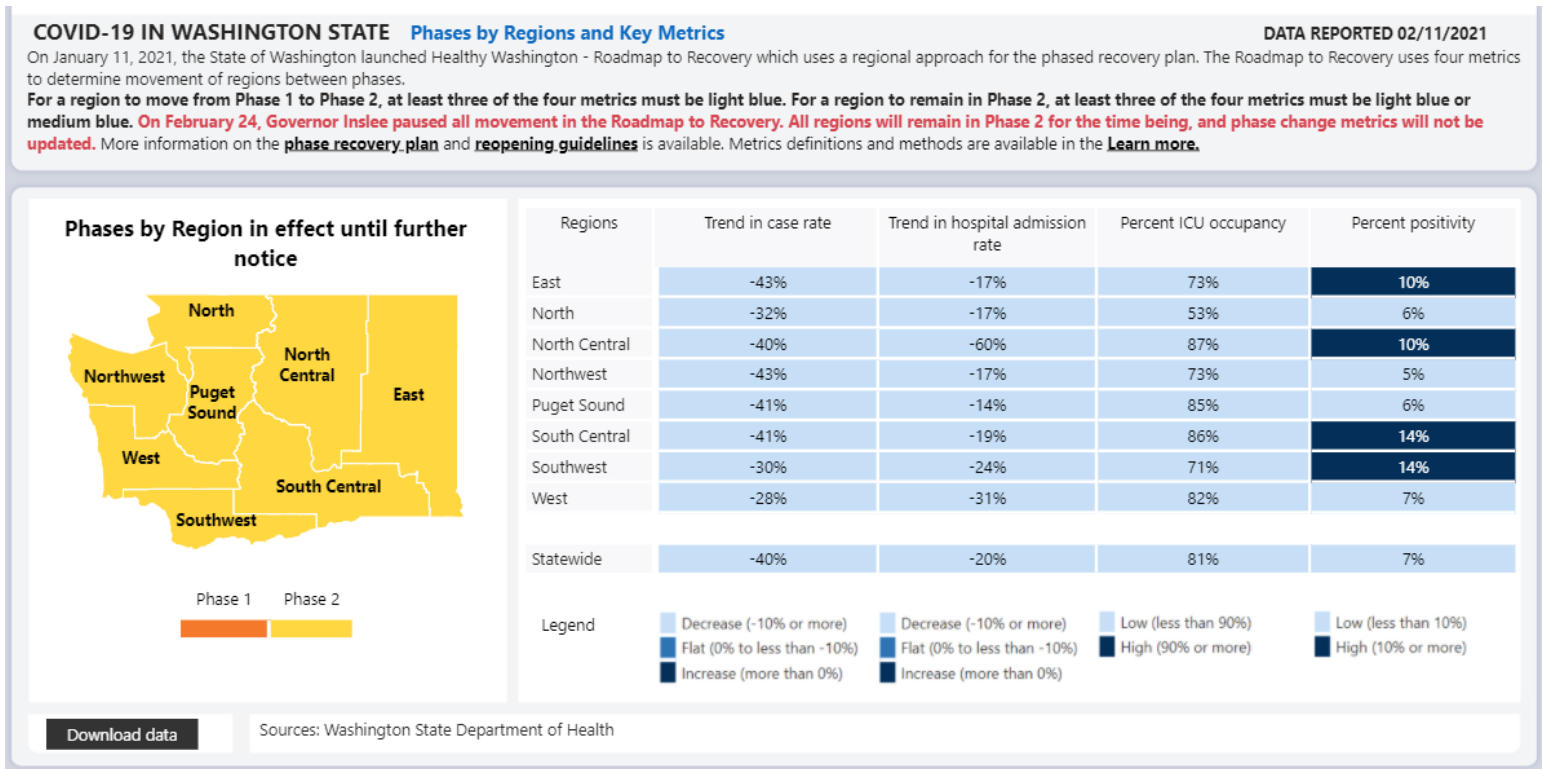 COVID-19 IN WASHINGTON STATE Phases by Regions and Key Metrics DATA REPORTED 02/11/2021
On January 11, 2021, the State of Washington launched Healthy Washington - Roadmap to Recovery which uses a regional approach for the phased recovery plan. The Roadmap to Recovery uses four metrics
to determine movement of regions between phases.
For a region to move from Phase 1 to Phase 2, at least three of the four metrics must be light blue. For a region to remain in Phase 2, at least three of the four metrics must be light blue or
medium blue. On February 24, Governor Inslee paused all movement in the Roadmap to Recovery. All regions will remain in Phase 2 for the time being, and phase change metrics will not be
updated. More information on the phase recovery plan and reopening guidelines is available. Metrics definitions and methods are available in the Learn more.
Phases by Region in effect until further
notice
North
North
Central
Northwest
Puget
Sound
East
West
South Central
Southwest
Phase 1 Phase 2
Regions Trend in case rate Trend in hospital admission Percent ICU occupancy Percent positivity
rate
East -43% -17% 73% 10%
North -32% -17% 53% 6%
North Central -40% -60% 87% 10%
Northwest -43% -17% 73% 5%
Puget Sound -41% -14% 85% 6%
South Central -41% -19% 86% 14%
Southwest -30% -24% 71% 14%
West -28% -31% 82% 7%
Statewide -40% -20% 81% 7%
Legend
Decrease (-10% or more) Decrease (-10% or more) Low (less than 90%) Low (less than 10%)
Flat (0% to less than -10%) Flat (0% to less than -10%) High (90% or more) High (10% or more)
Increase (more than 0%) Increase (more than 0%)
Download data Sources: Washington State Department of Health